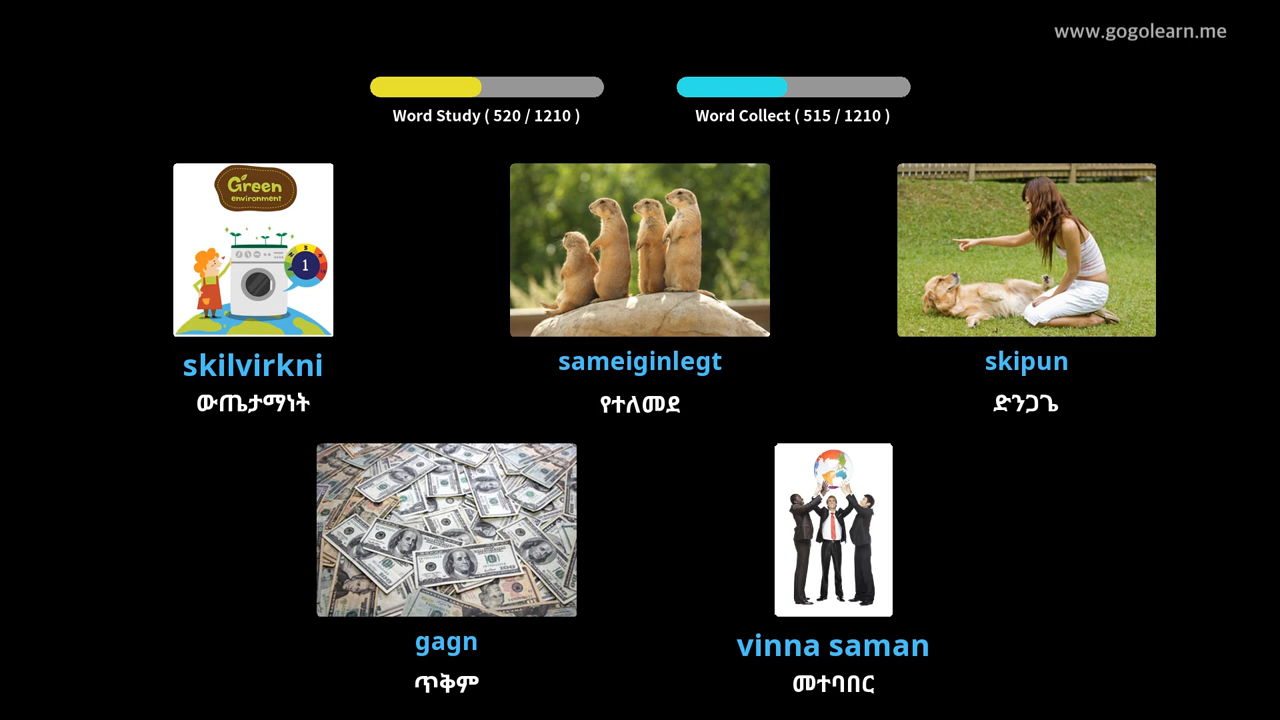 www.gogolearn.me
Word Study ( 520 / 1210 )
Word Collect ( 515 / 1210 )
Green
environment
1
skilvirkni
ውጤታማነት
sameiginlegt
የተለመደ
skipun
ድንጋጌ
gagn
ጥቅም
vinna saman
መተባበር